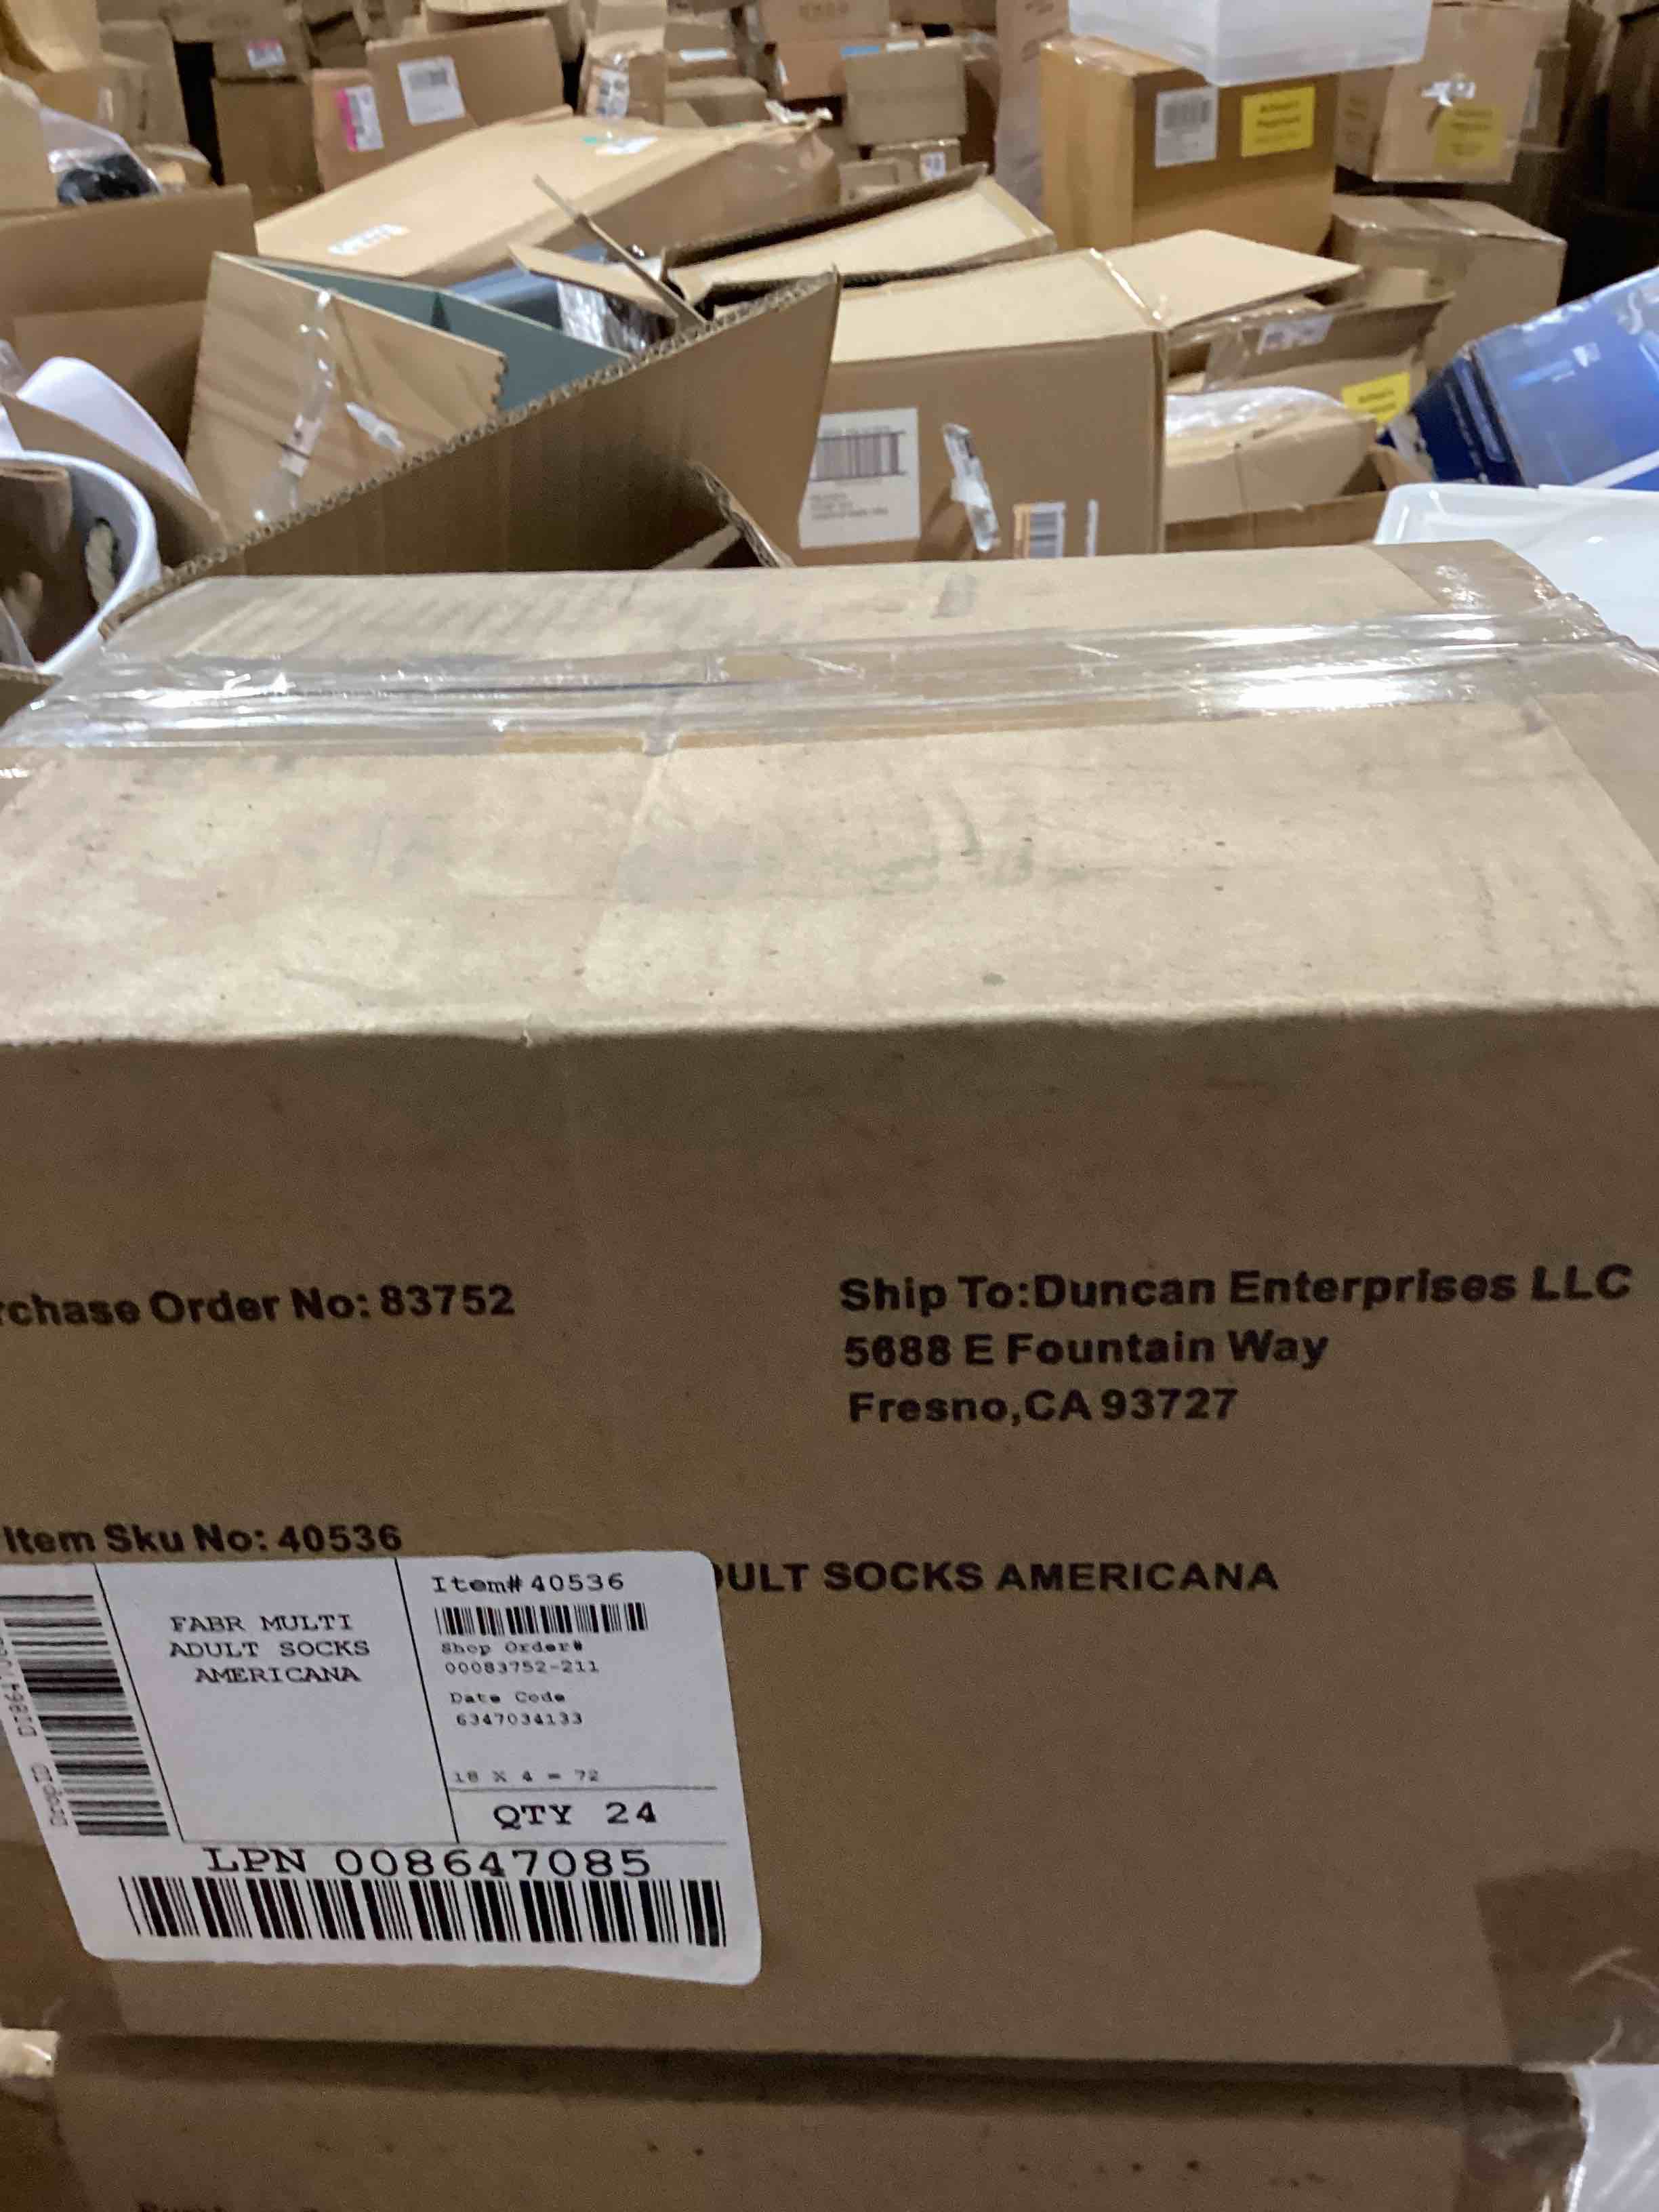 rchase Order No: 83752
Ship To:Duncan Enterprises LLC
5688 E Fountain Way
Fresno,CA 93727
Item Sku No: 40536
ULT SOCKS AMERICANA
FABR MULTI
ADULT SOCKS
AMERICANA
Item# 40536
Shop Order#
00083752-211
Date Code
6347034133
18 X 4 = 72
QTY 24
LPN 008647085